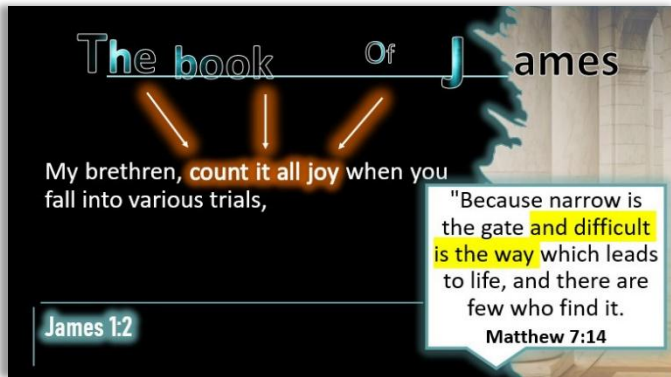 The book Of James
My brethren, count it all joy when you
fall into various trials,
"Because narrow is
the gate and difficult
is the way which leads
to life, and there are
few who find it.
Matthew 7:14
James 1:2